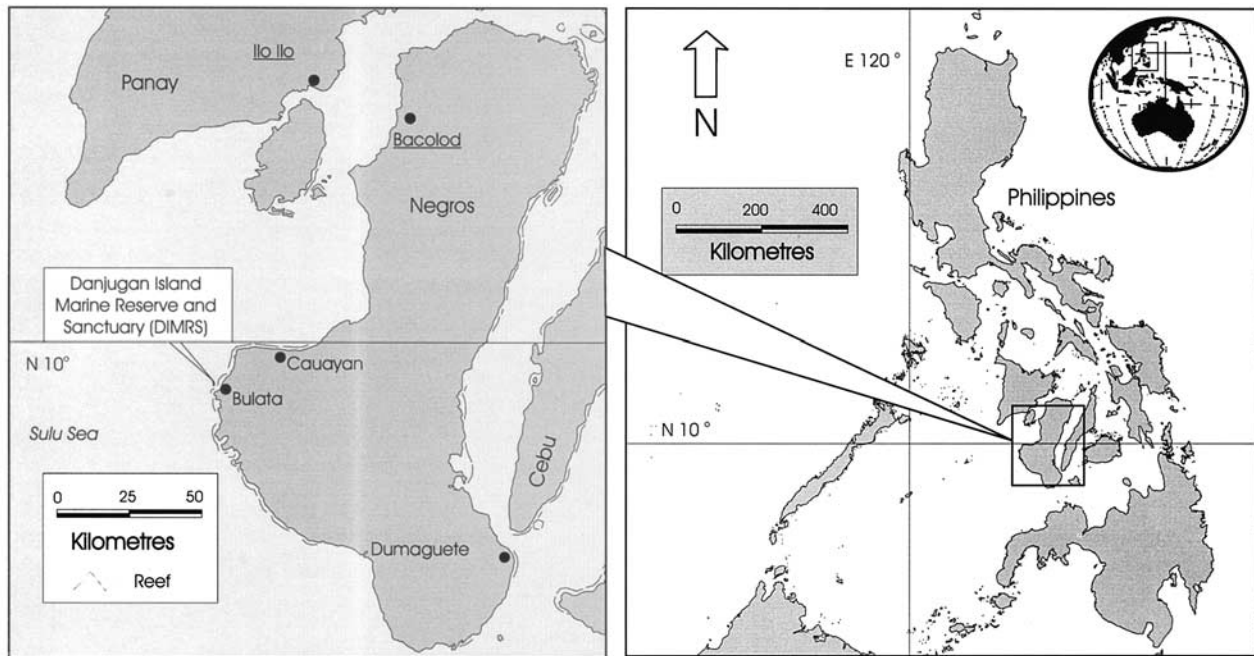 Ilo Ilo
Panay
Bacolod
Negros
Danjugan Island
Marine Reserve and
Sanctuary (DIMRS)
N 10°
Cauayan
Bulata
Sulu Sea
Cebu
0 25 50
Kilometres
Reef
Dumaguete
E 120°
N
Philippines
0 200 400
Kilometres
N 10°